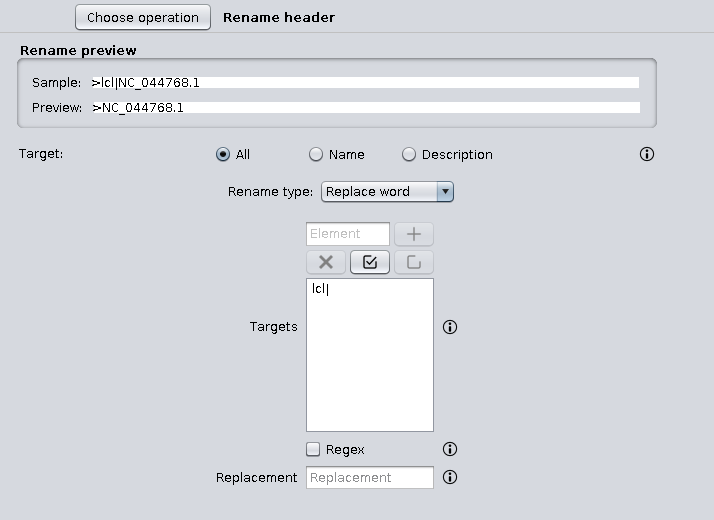 Choose operation Rename header
Rename preview
Sample: >lcl|NC_044768.1
Preview: >NC_044768.1
Target: All Name Description
Rename type: Replace word
Element
lcl|
Targets
Regex
Replacement Replacement